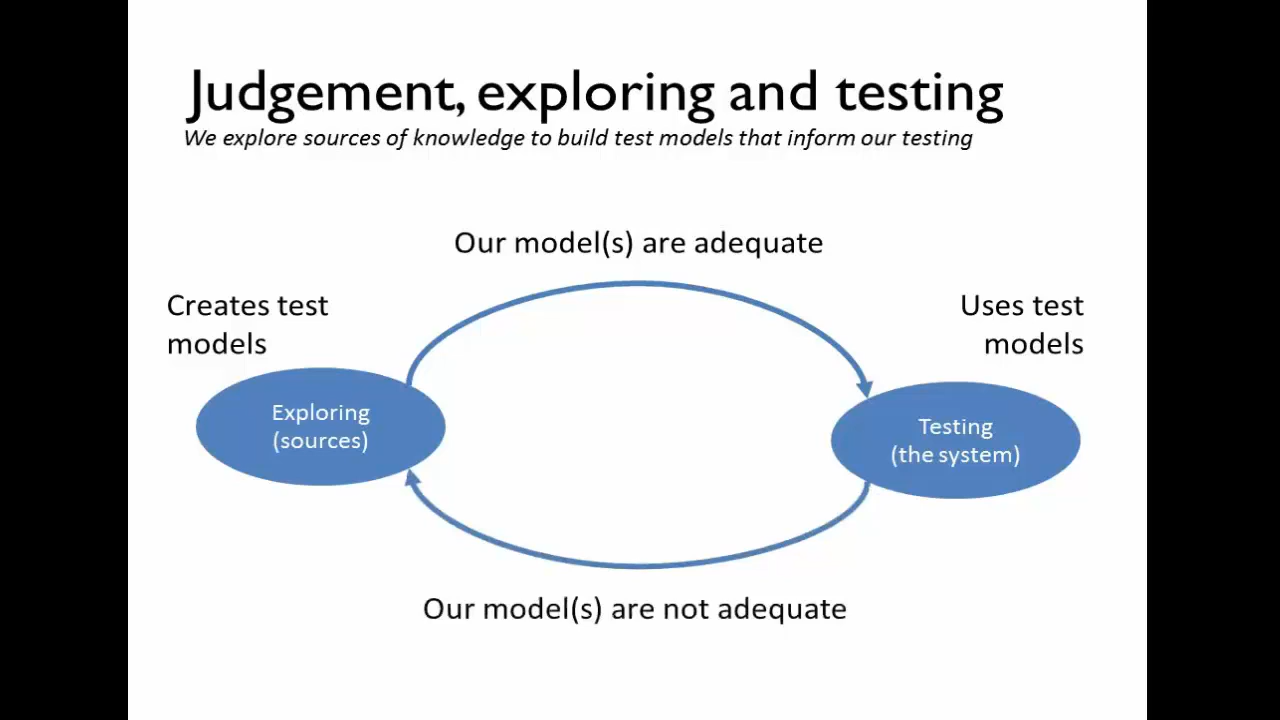 Judgement, exploring and testing
We explore sources of knowledge to build test models that inform our testing
Our model(s) are adequate
Creates test
models
Uses test
models
Exploring
(sources)
Testing
(the system)
Our model(s) are not adequate